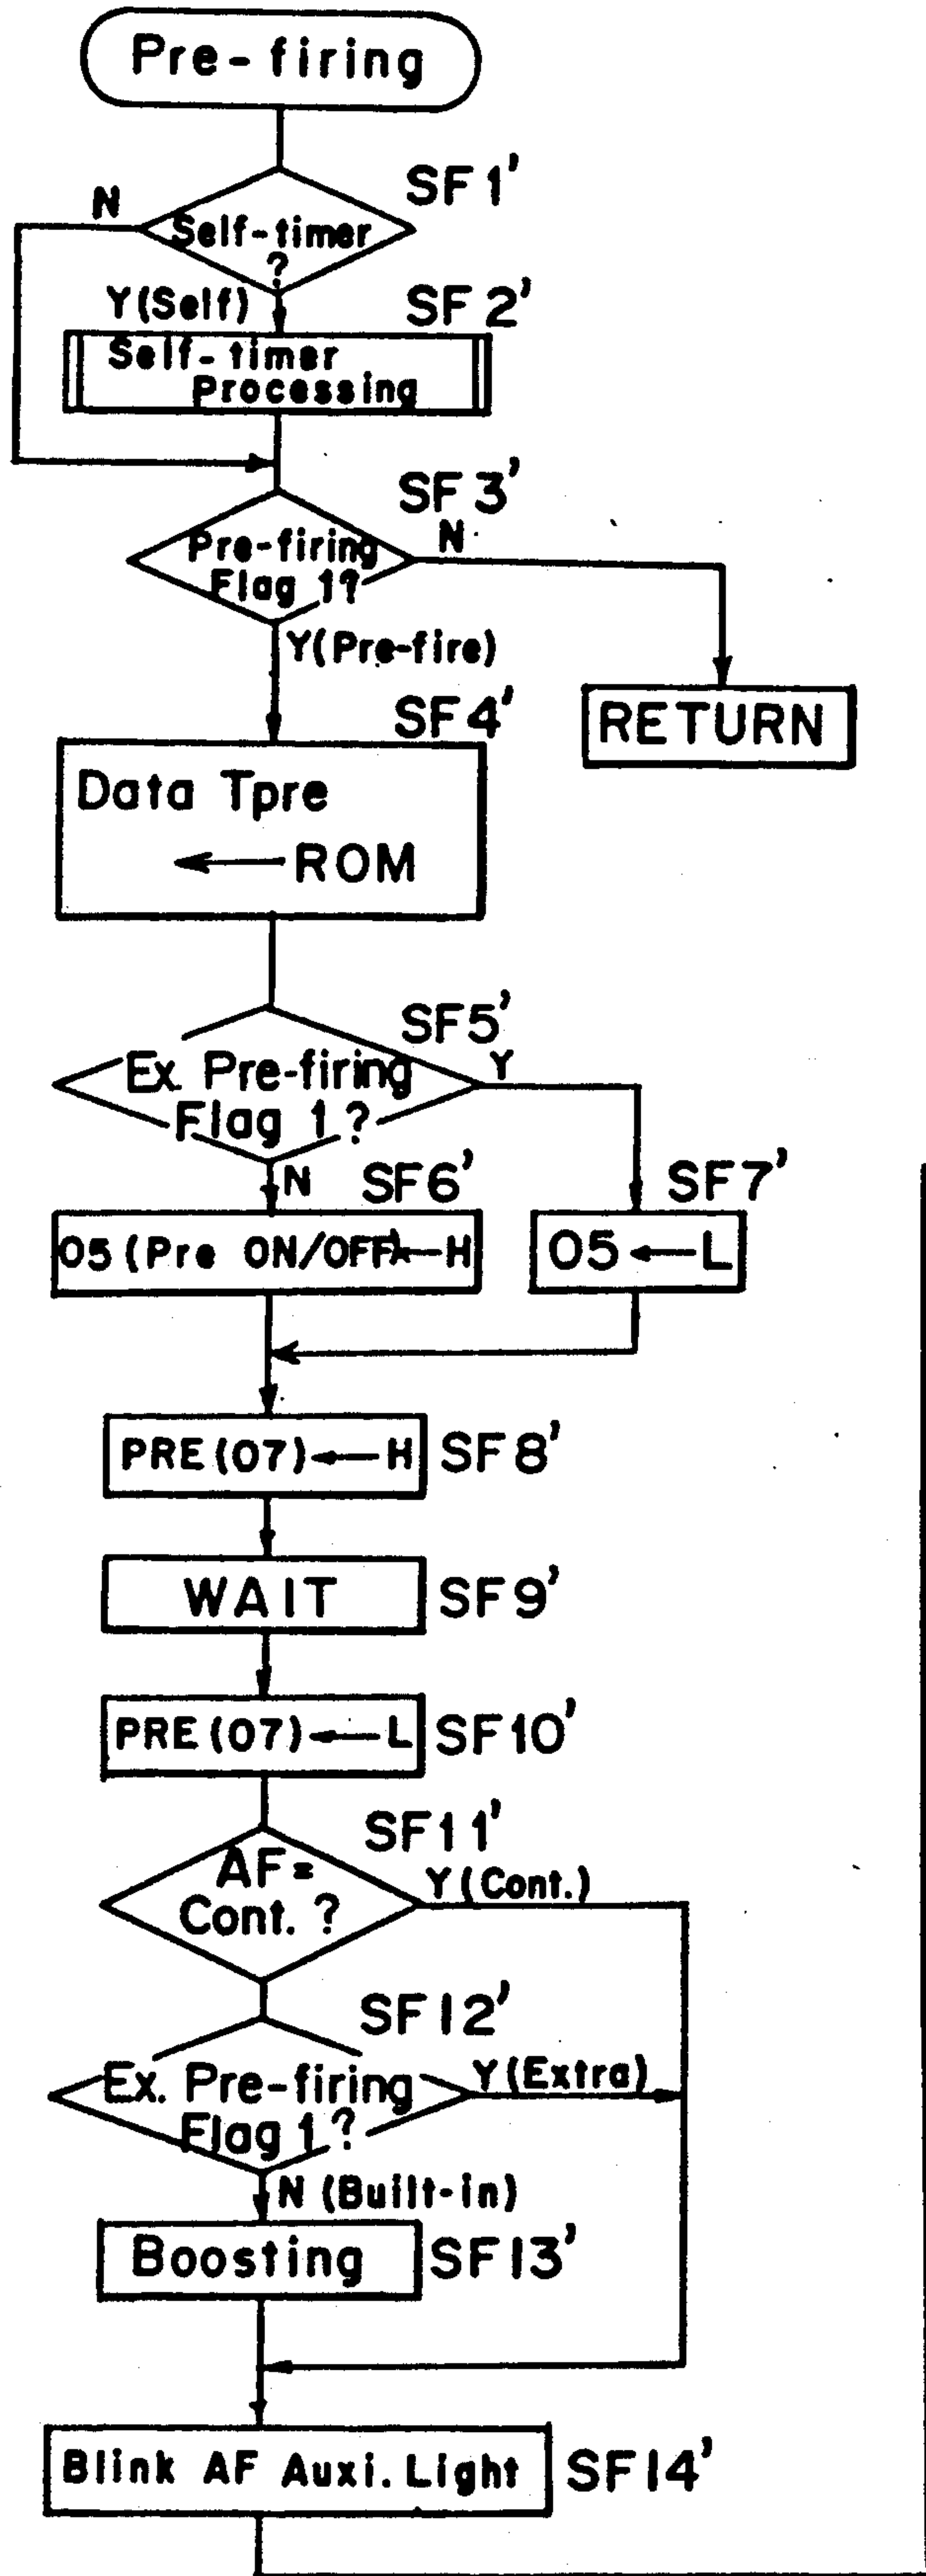 Pre-firing
SF1'
N
Self-timer
?
Y(Self)
SF2'
Self-timer
Processing
SF3'
N
Pre-firing
Flag 1?
Y(Pre-fire)
RETURN
SF4'
Data Tpre
← ROM
SF5'
Ex. Pre-firing
Flag 1?
Y
N
SF6'
SF7'
05 (Pre ON/OFF)←H
05 ← L
PRE(07)←H
SF8'
WAIT
SF9'
PRE(07)←L
SF10'
SF11'
AF=
Cont. ?
Y(Cont.)
SF12'
Ex. Pre-firing
Flag 1?
Y(Extra)
N (Built-in)
Boosting
SF13'
Blink AF Auxi. Light
SF14'